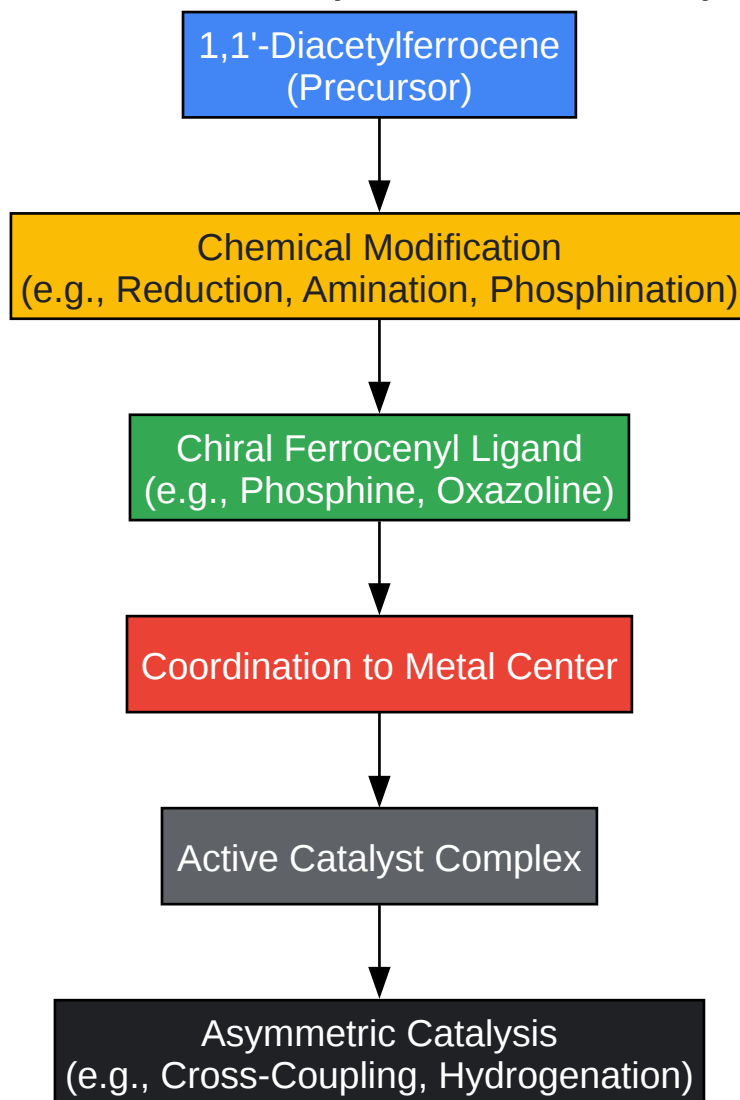 1,1'-Diacetylferrocene
(Precursor)
Chemical Modification
(e.g., Reduction, Amination, Phosphination)
Chiral Ferrocenyl Ligand
(e.g., Phosphine, Oxazoline)
Coordination to Metal Center
Active Catalyst Complex
Asymmetric Catalysis
(e.g., Cross-Coupling, Hydrogenation)